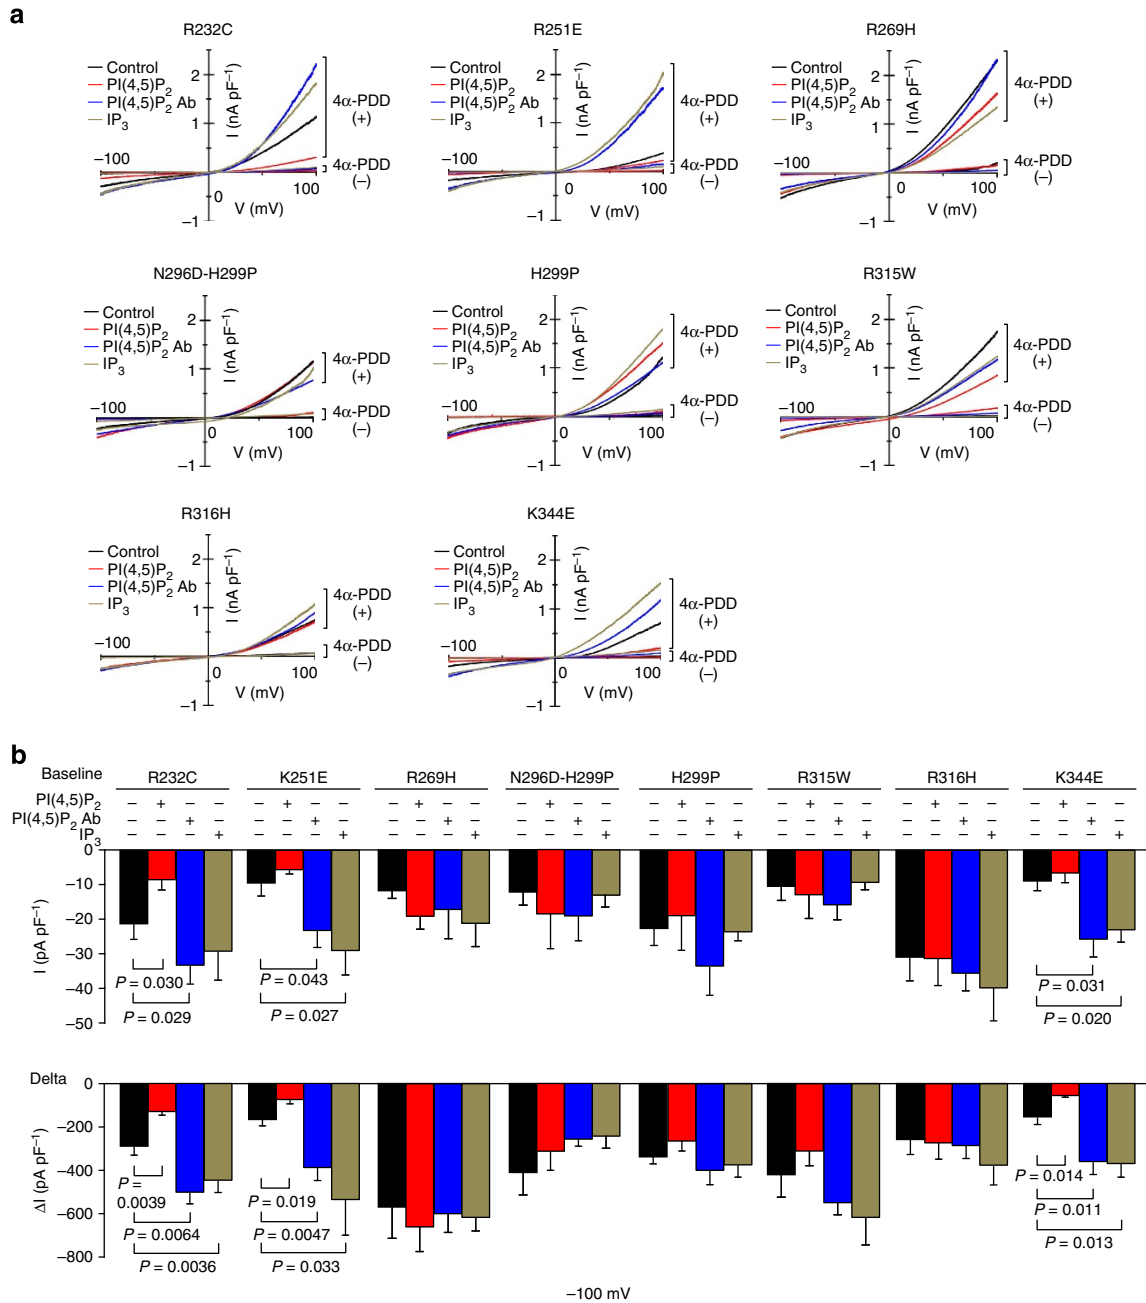 a
R232C
Control
PI(4,5)P2
PI(4,5)P2 Ab
IP3
2
1
0
–1
–100
100
I (nA pF–1)
V (mV)
4α-PDD
(+)
4α-PDD
(–)
R251E
Control
PI(4,5)P2
PI(4,5)P2 Ab
IP3
2
1
0
–1
–100
100
I (nA pF–1)
V (mV)
4α-PDD
(+)
4α-PDD
(–)
R269H
Control
PI(4,5)P2
PI(4,5)P2 Ab
IP3
2
1
0
–1
–100
100
I (nA pF–1)
V (mV)
4α-PDD
(+)
4α-PDD
(–)
N296D-H299P
Control
PI(4,5)P2
PI(4,5)P2 Ab
IP3
2
1
0
–1
–100
100
I (nA pF–1)
V (mV)
4α-PDD
(+)
4α-PDD
(–)
H299P
Control
PI(4,5)P2
PI(4,5)P2 Ab
IP3
2
1
0
–1
–100
100
I (nA pF–1)
V (mV)
4α-PDD
(+)
4α-PDD
(–)
R315W
Control
PI(4,5)P2
PI(4,5)P2 Ab
IP3
2
1
0
–1
–100
100
I (nA pF–1)
V (mV)
4α-PDD
(+)
4α-PDD
(–)
R316H
Control
PI(4,5)P2
PI(4,5)P2 Ab
IP3
2
1
0
–1
–100
100
I (nA pF–1)
V (mV)
4α-PDD
(+)
4α-PDD
(–)
K344E
Control
PI(4,5)P2
PI(4,5)P2 Ab
IP3
2
1
0
–1
–100
100
I (nA pF–1)
V (mV)
4α-PDD
(+)
4α-PDD
(–)
b
Baseline R232C K251E R269H N296D-H299P H299P R315W R316H K344E
PI(4,5)P2 – + – – – + – – – + – – – + – – – + – – – + – – – + – – – + – –
PI(4,5)P2 Ab – – + – – – + – – – + – – – + – – – + – – – + – – – + – – – + –
IP3 – – – + – – – + – – – + – – – + – – – + – – – + – – – + – – – +
I (pA pF–1)
0
–10
–20
–30
–40
–50
P = 0.030
P = 0.029
P = 0.043
P = 0.027
P = 0.031
P = 0.020
Delta
ΔI (pA pF–1)
0
–200
–400
–600
–800
P =
0.0039
P = 0.0064
P = 0.0036
P = 0.019
P = 0.0047
P = 0.033
P = 0.014
P = 0.011
P = 0.013
–100 mV